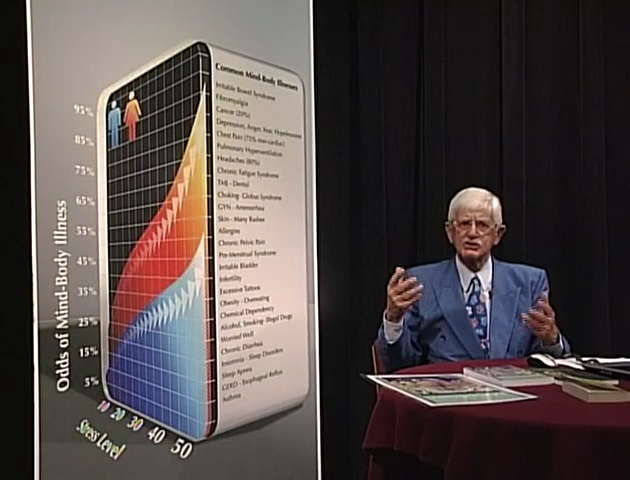 Common Mind-Body Illnesses
Irritable Bowel Syndrome
Fibromyalgia
Cancer (20%)
Depression, Anger, Fear, Hopelessness
Chest Pain (75% non-cardiac)
Pulmonary Hyperventilation
Headaches (80%)
Chronic Fatigue Syndrome
TMJ - Dental
Choking - Globus Syndrome
GYN - Amenorrhea
Skin - Many Rashes
Allergies
Chronic Pelvic Pain
Pre-Menstrual Syndrome
Irritable Bladder
Infertility
Excessive Tattoos
Obesity - Overeating
Chemical Dependency
Alcohol, Smoking, Illegal Drugs
Worried Well
Chronic Diarrhea
Insomnia - Sleep Disorders
Sleep Apnea
GERD - Esophageal Reflux
Asthma
Odds of Mind-Body Illness
95%
85%
75%
65%
55%
45%
35%
25%
15%
5%
10 20 30 40 50
Stress Level